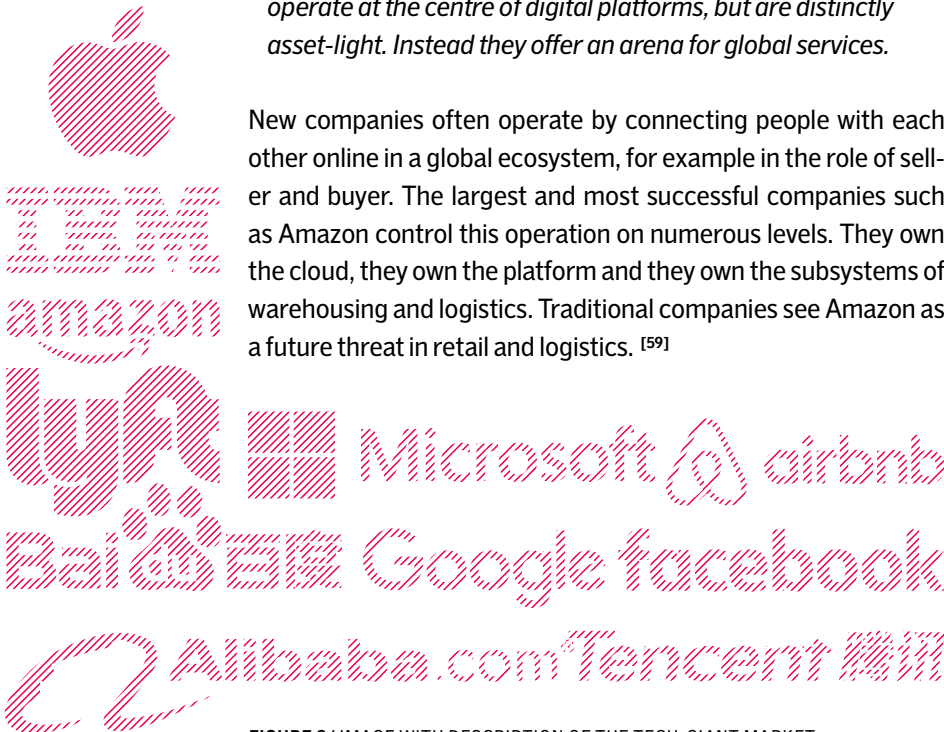 operate at the centre of digital platforms, but are distinctly
asset-light. Instead they offer an arena for global services.
New companies often operate by connecting people with each
other online in a global ecosystem, for example in the role of sell-
er and buyer. The largest and most successful companies such
as Amazon control this operation on numerous levels. They own
the cloud, they own the platform and they own the subsystems of
warehousing and logistics. Traditional companies see Amazon as
a future threat in retail and logistics. [59]
IBM
amazon
lyft
Microsoft airbnb
Bai du 百度 Google facebook
Alibaba.com Tencent 腾讯